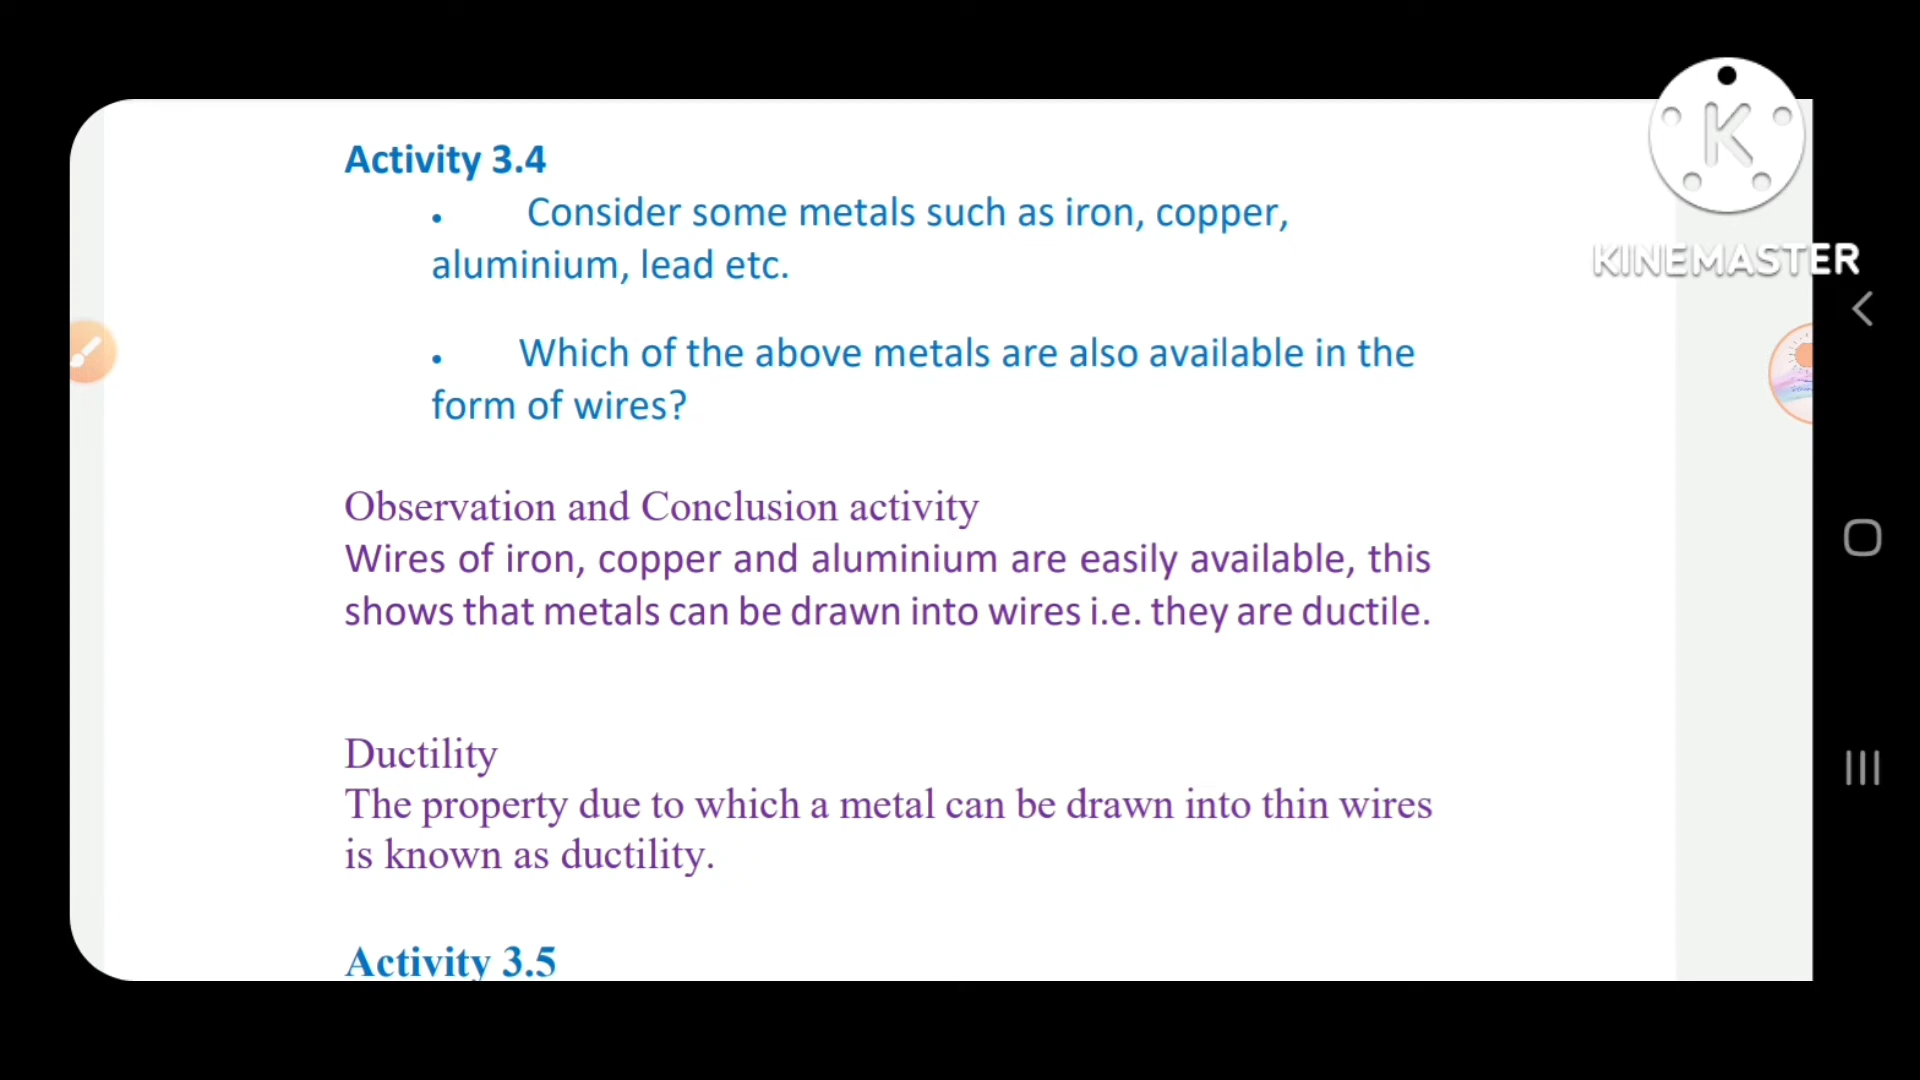 Activity 3.4
• Consider some metals such as iron, copper,
aluminium, lead etc.
• Which of the above metals are also available in the
form of wires?
Observation and Conclusion activity
Wires of iron, copper and aluminium are easily available, this
shows that metals can be drawn into wires i.e. they are ductile.
Ductility
The property due to which a metal can be drawn into thin wires
is known as ductility.
Activity 3.5
K
KINEMASTER